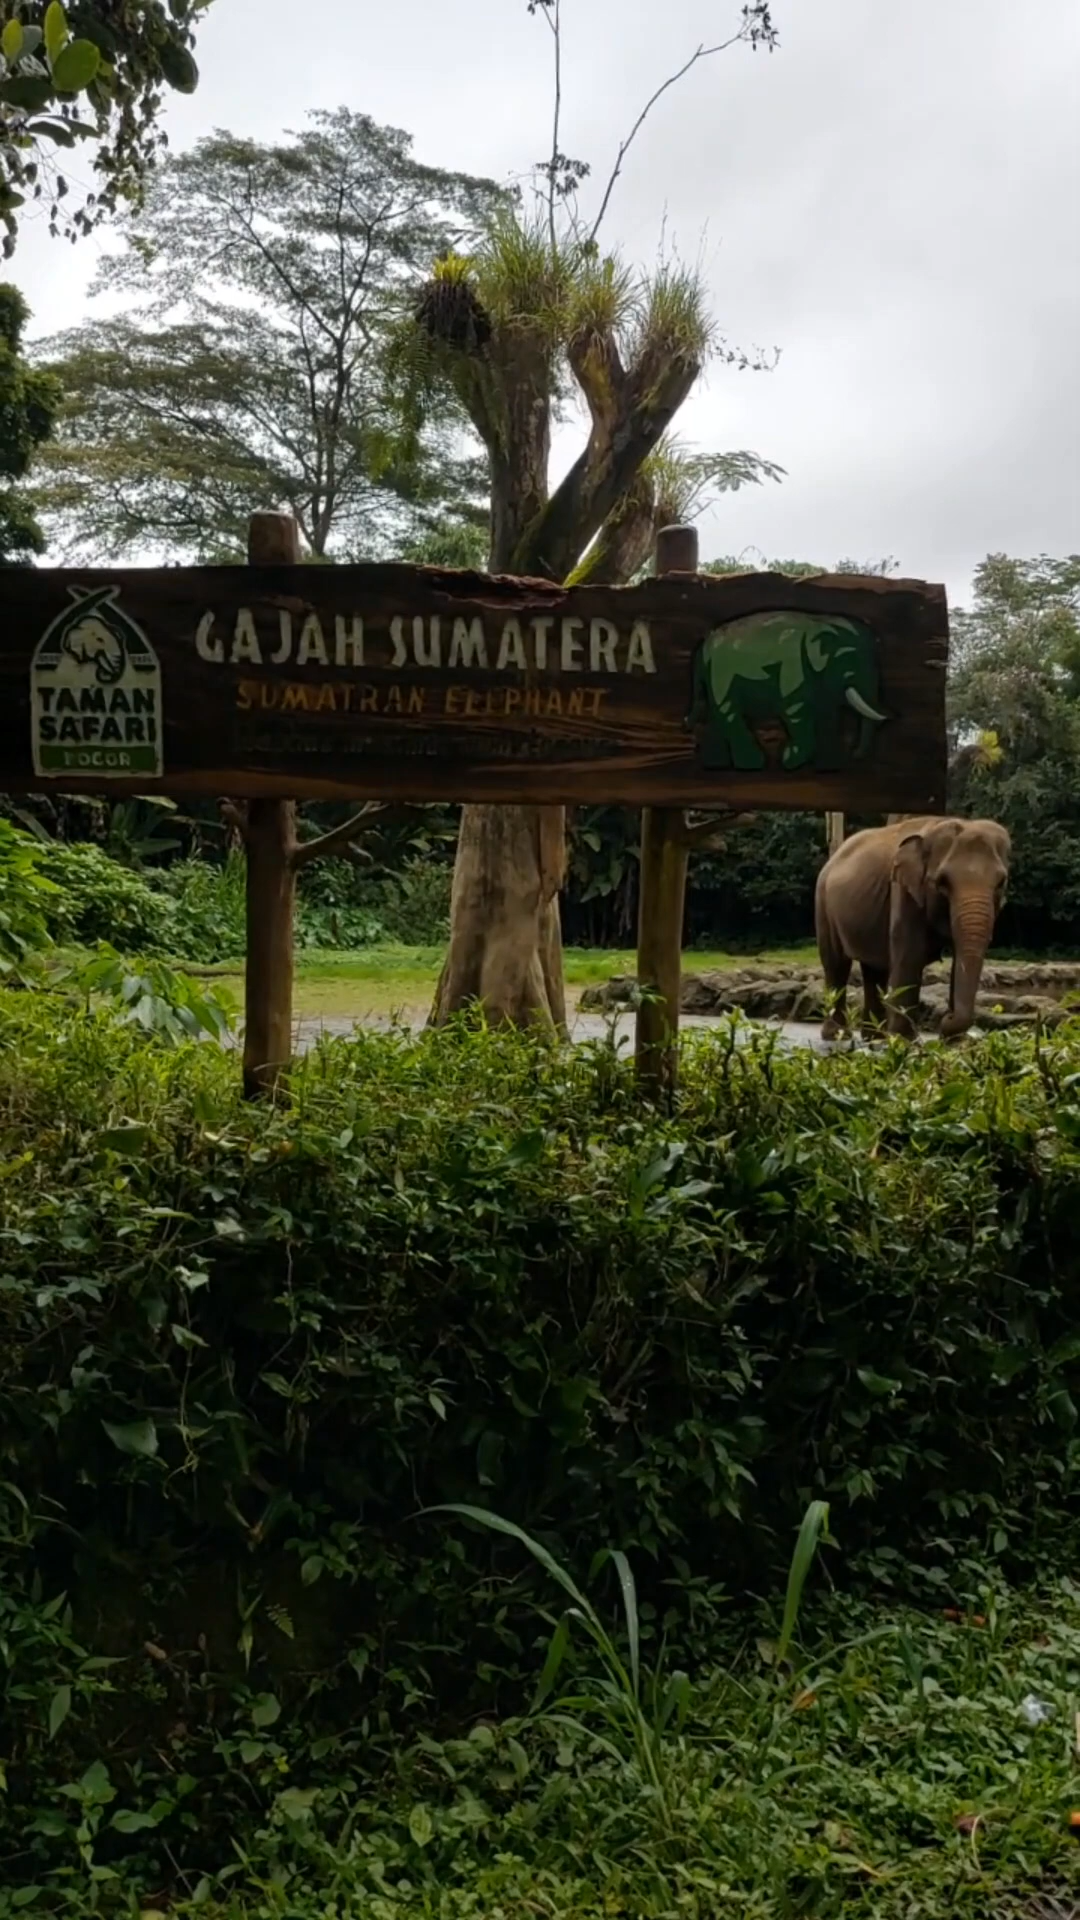 TAMAN
SAFARI
BOGOR
GAJAH SUMATERA
SUMATRAN ELEPHANT